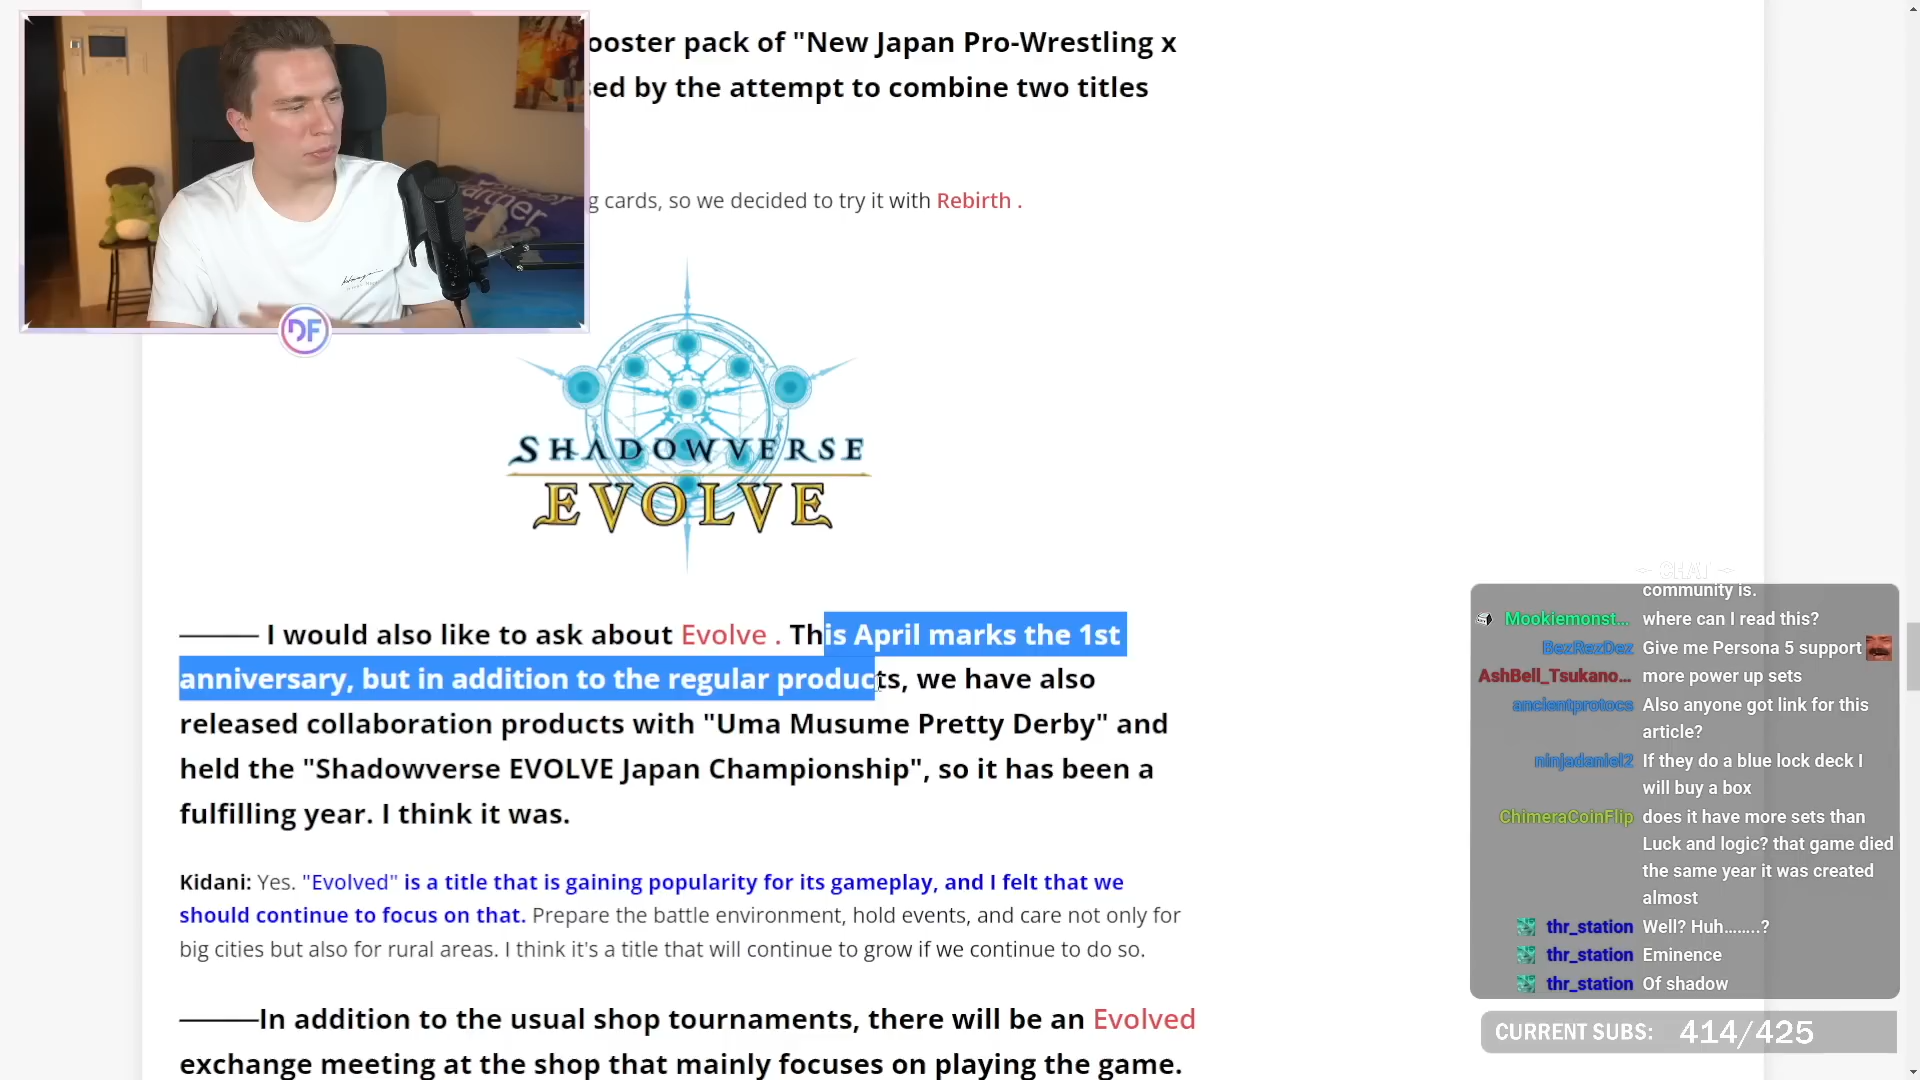 ooster pack of "New Japan Pro-Wrestling x
sed by the attempt to combine two titles
g cards, so we decided to try it with Rebirth .
DF
SHADOWVERSE
EVOLVE
——— I would also like to ask about Evolve . This April marks the 1st
anniversary, but in addition to the regular products, we have also
released collaboration products with "Uma Musume Pretty Derby" and
held the "Shadowverse EVOLVE Japan Championship", so it has been a
fulfilling year. I think it was.
Kidani: Yes. "Evolved" is a title that is gaining popularity for its gameplay, and I felt that we
should continue to focus on that. Prepare the battle environment, hold events, and care not only for
big cities but also for rural areas. I think it's a title that will continue to grow if we continue to do so.
———In addition to the usual shop tournaments, there will be an Evolved
exchange meeting at the shop that mainly focuses on playing the game.
CHAT
community is.
Mookiemonst... where can I read this?
BezRezDez Give me Persona 5 support
AshBell_Tsukano... more power up sets
ancientprotocs Also anyone got link for this
article?
ninjadaniel2 If they do a blue lock deck I
will buy a box
ChimeraCoinFlip does it have more sets than
Luck and logic? that game died
the same year it was created
almost
thr_station Well? Huh........?
thr_station Eminence
thr_station Of shadow
CURRENT SUBS: 414/425